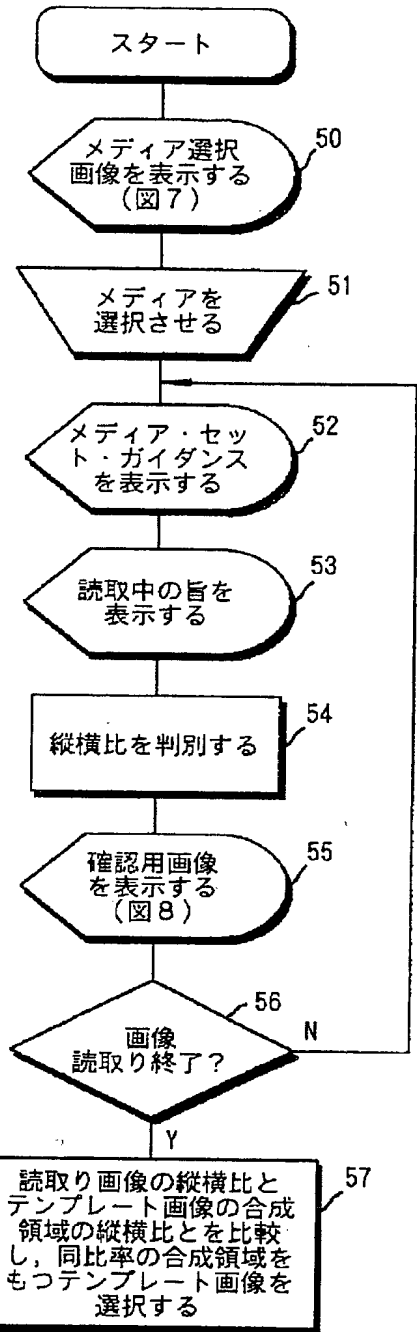 スタート
メディア選択
画像を表示する
(図7)
50
メディアを
選択させる
51
メディア・セッ
ト・ガイダンス
を表示する
52
読取中の旨を
表示する
53
縦横比を判別する
54
確認用画像
を表示する
(図8)
55
画像
読取り終了?
56
N
Y
読取り画像の縦横比と
テンプレート画像の合成
領域の縦横比とを比較
し,同比率の合成領域を
もつテンプレート画像を
選択する
57